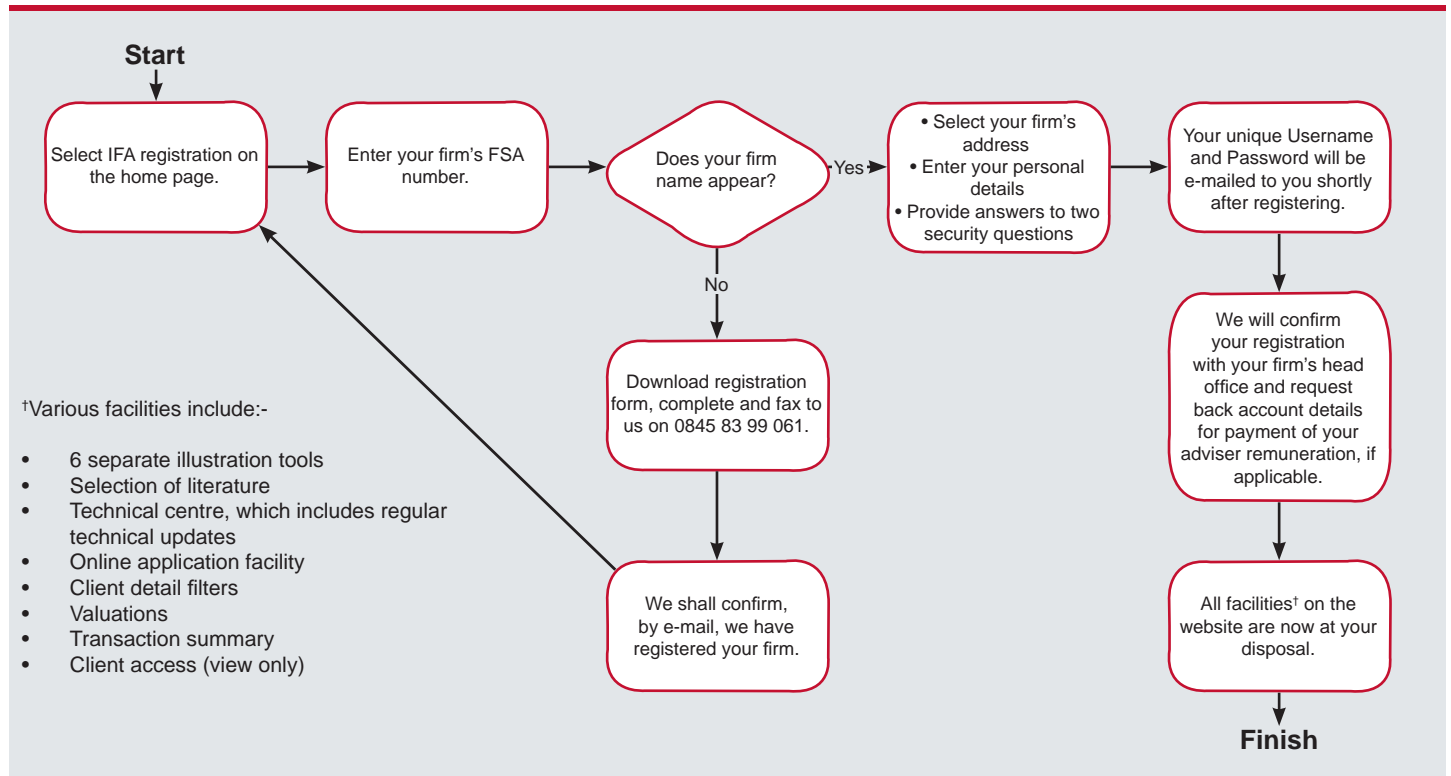 Start
Select IFA registration on
the home page.
Enter your firm's FSA
number.
Does your firm
name appear?
Yes
• Select your firm's
address
• Enter your personal
details
• Provide answers to two
security questions
Your unique Username
and Password will be
e-mailed to you shortly
after registering.
No
Download registration
form, complete and fax to
us on 0845 83 99 061.
We shall confirm,
by e-mail, we have
registered your firm.
We will confirm
your registration
with your firm's head
office and request
back account details
for payment of your
adviser remuneration, if
applicable.
All facilities† on the
website are now at your
disposal.
Finish
†Various facilities include:-
• 6 separate illustration tools
• Selection of literature
• Technical centre, which includes regular
technical updates
• Online application facility
• Client detail filters
• Valuations
• Transaction summary
• Client access (view only)